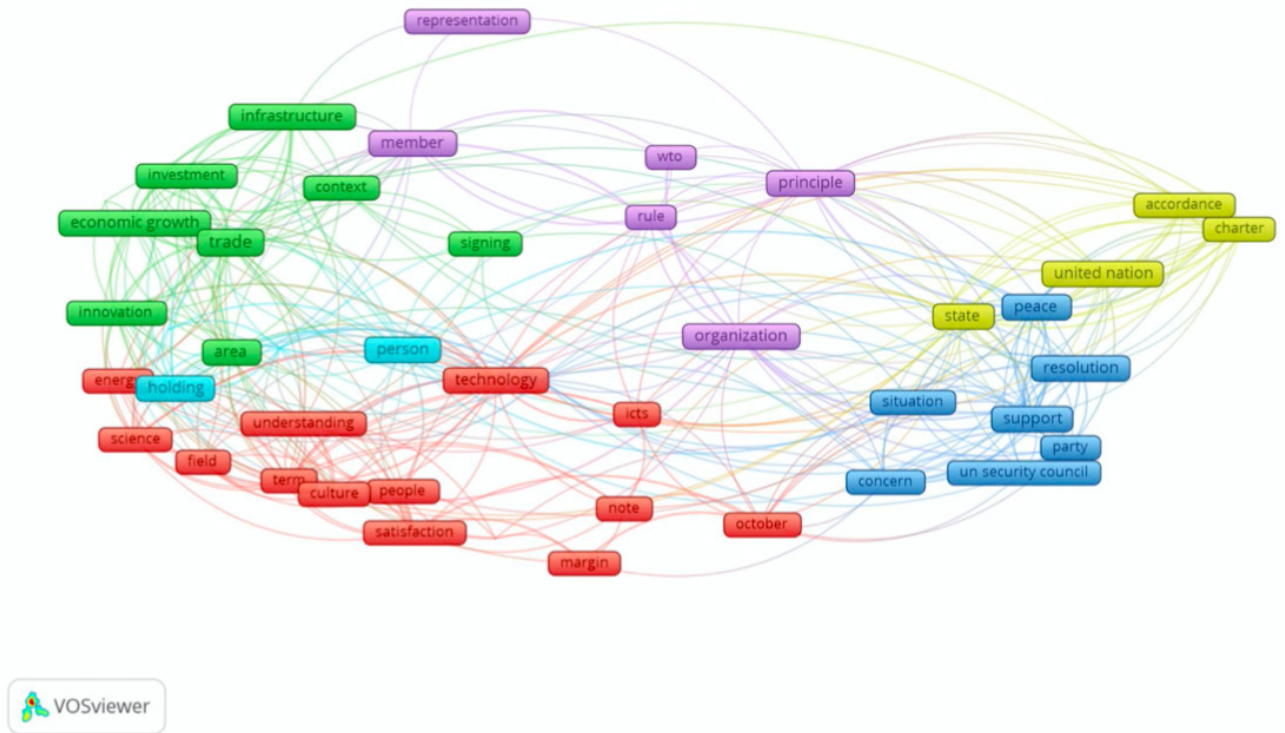 representation
infrastructure
member
wto
investment
context
principle
accordance
rule
economic growth
charter
trade
signing
united nation
peace
innovation
state
organization
area
person
resolution
technology
energy
holding
situation
icts
support
understanding
science
party
field
un security council
term
concern
culture
people
note
october
satisfaction
margin
VOSviewer